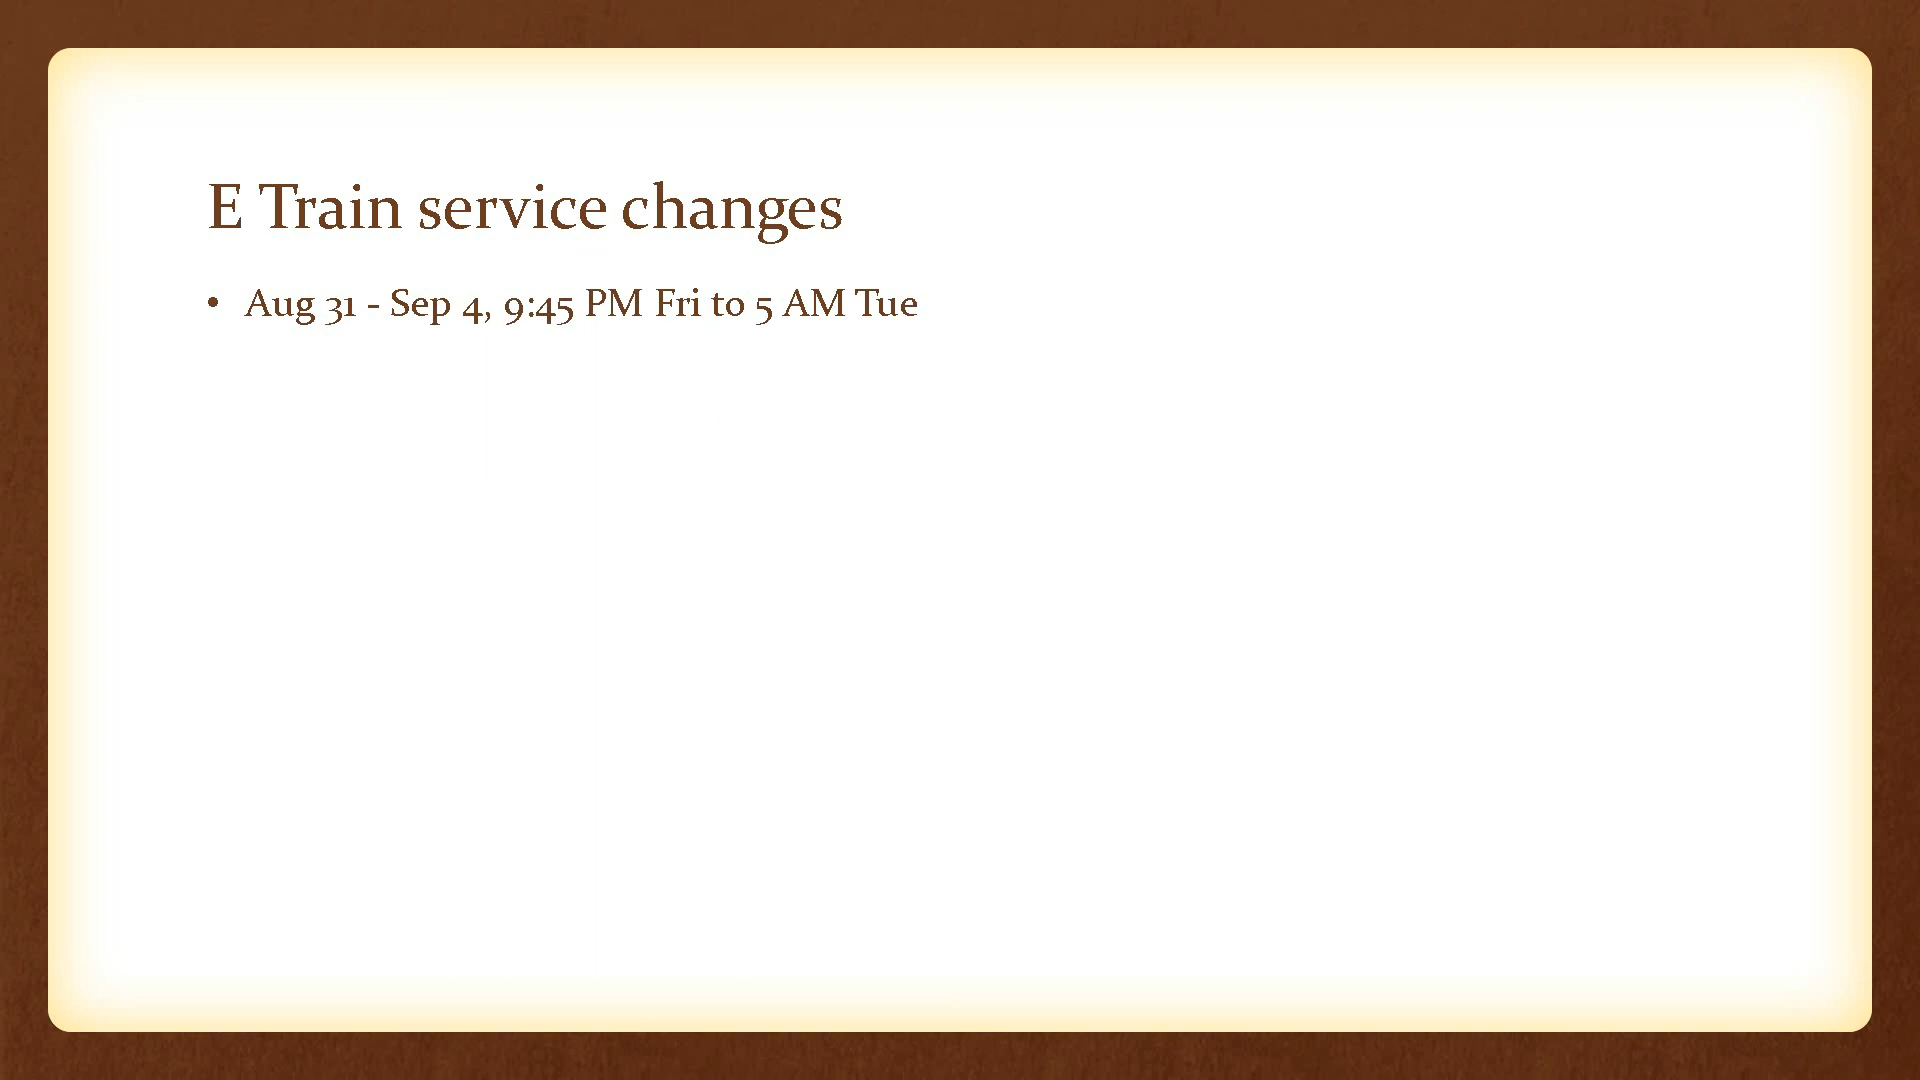 E Train service changes
• Aug 31 - Sep 4, 9:45 PM Fri to 5 AM Tue